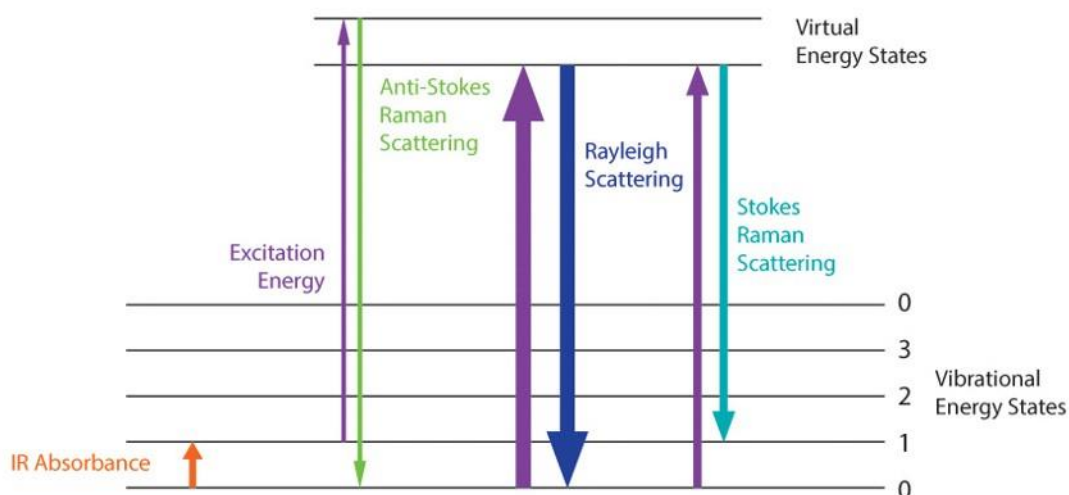 Virtual
Energy States
Anti-Stokes
Raman
Scattering
Rayleigh
Scattering
Stokes
Raman
Scattering
Excitation
Energy
0
3
2
Vibrational
Energy States
1
IR Absorbance
0